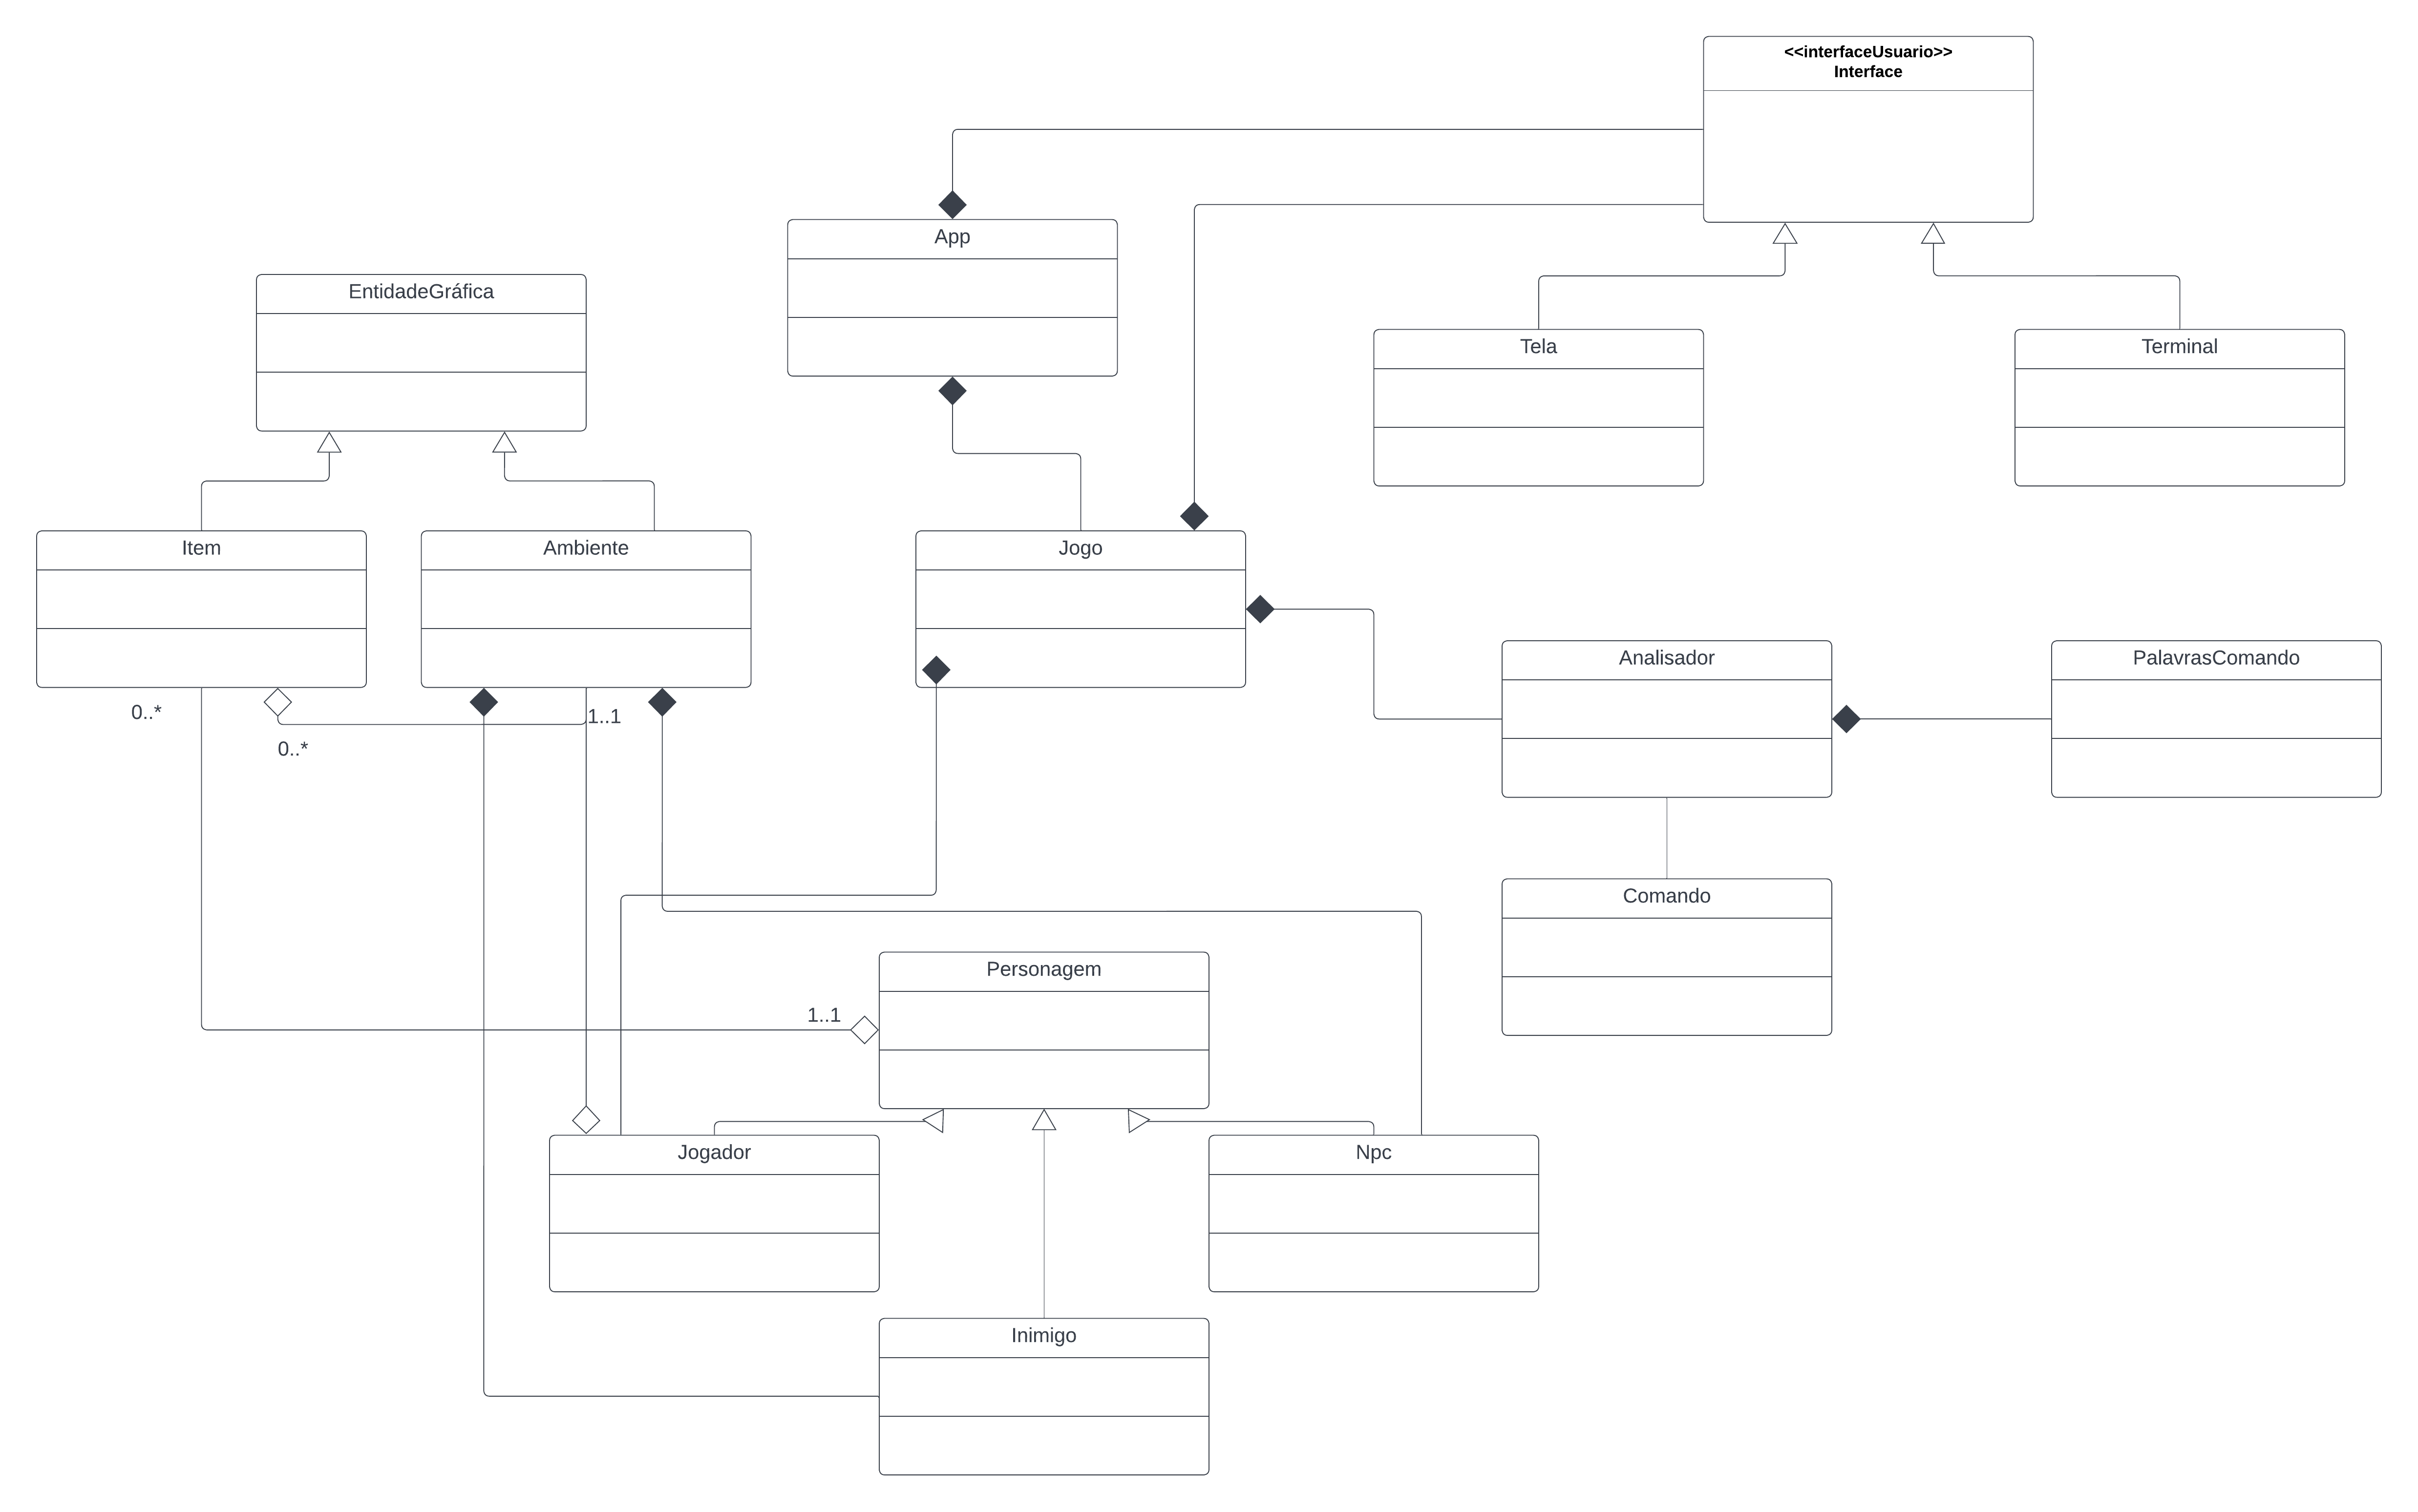 <<interfaceUsuario>>
Interface
App
EntidadeGráfica
Tela
Terminal
Item
Ambiente
Jogo
Analisador
PalavrasComando
0..*
1..1
0..*
Comando
Personagem
1..1
Jogador
Npc
Inimigo